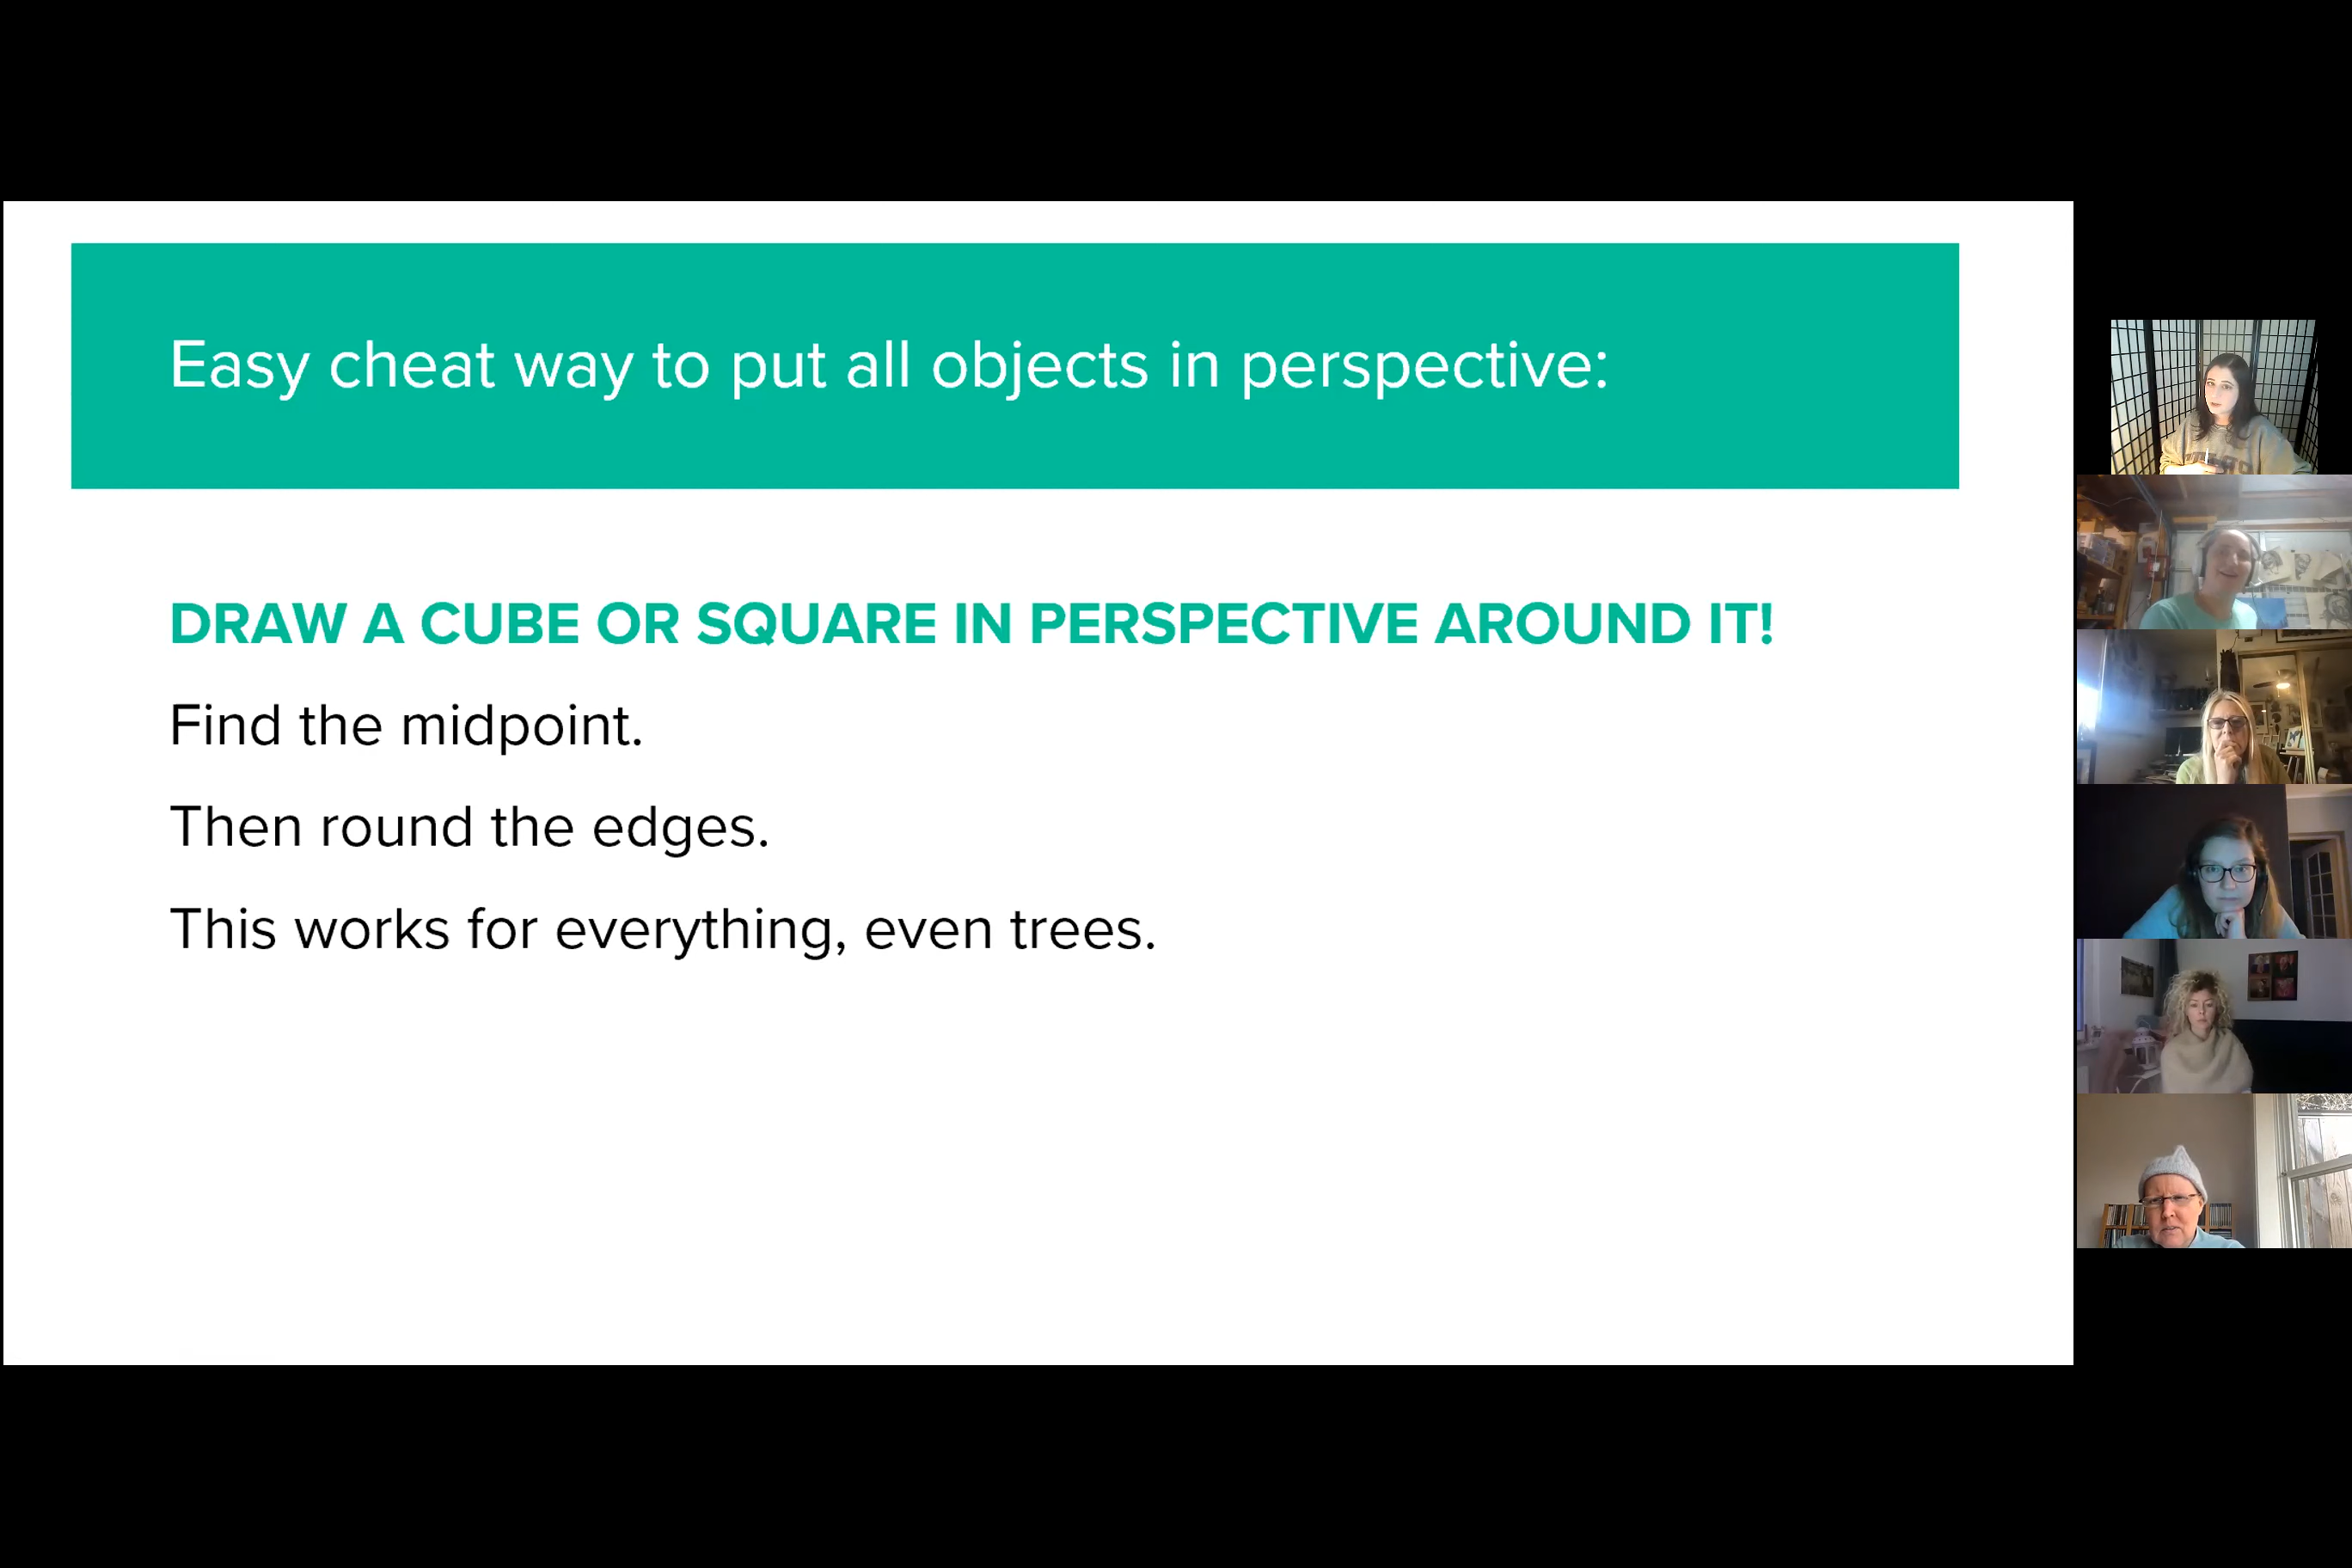 Easy cheat way to put all objects in perspective:
DRAW A CUBE OR SQUARE IN PERSPECTIVE AROUND IT!
Find the midpoint.
Then round the edges.
This works for everything, even trees.